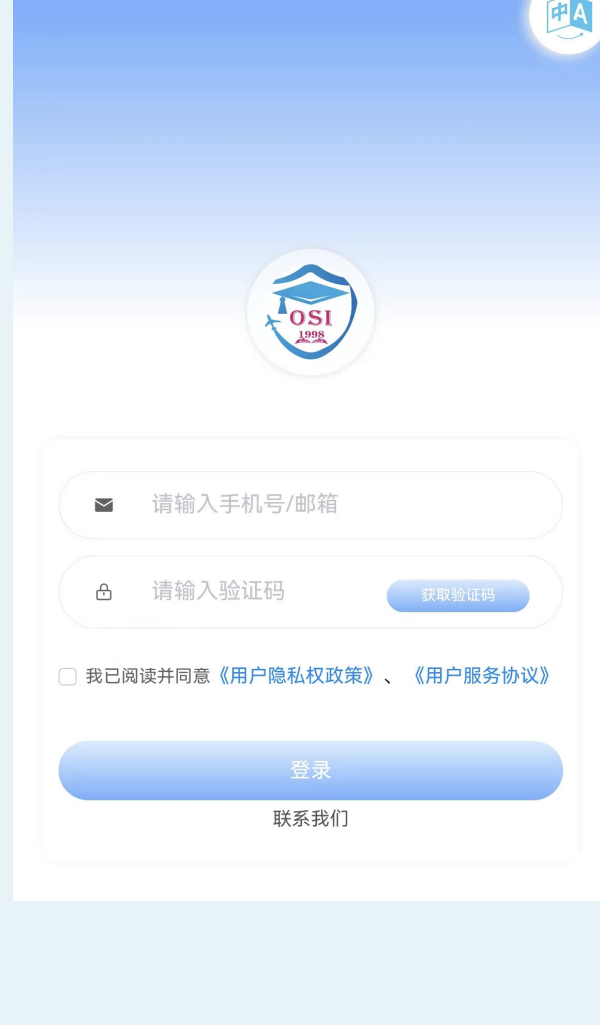 中 A
OSI
1998
请输入手机号/邮箱
请输入验证码 获取验证码
我已阅读并同意《用户隐私权政策》、《用户服务协议》
登录
联系我们